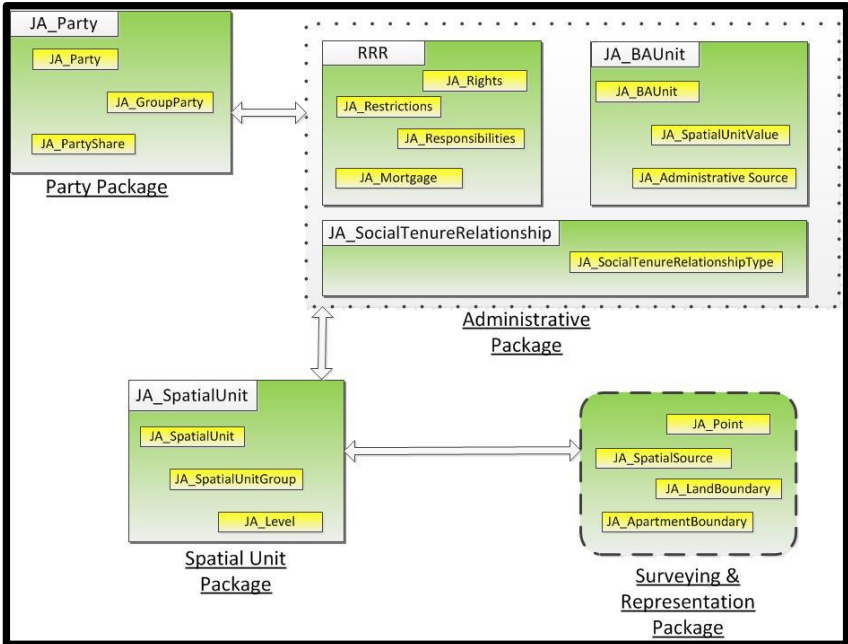 JA_Party
JA_Party
JA_GroupParty
JA_PartyShare
Party Package
RRR
JA_Rights
JA_Restrictions
JA_Responsibilities
JA_Mortgage
JA_BAUnit
JA_BAUnit
JA_SpatialUnitValue
JA_Administrative Source
JA_SocialTenureRelationship
JA_SocialTenureRelationshipType
Administrative
Package
JA_SpatialUnit
JA_SpatialUnit
JA_SpatialUnitGroup
JA_Level
Spatial Unit
Package
JA_Point
JA_SpatialSource
JA_LandBoundary
JA_ApartmentBoundary
Surveying &
Representation
Package